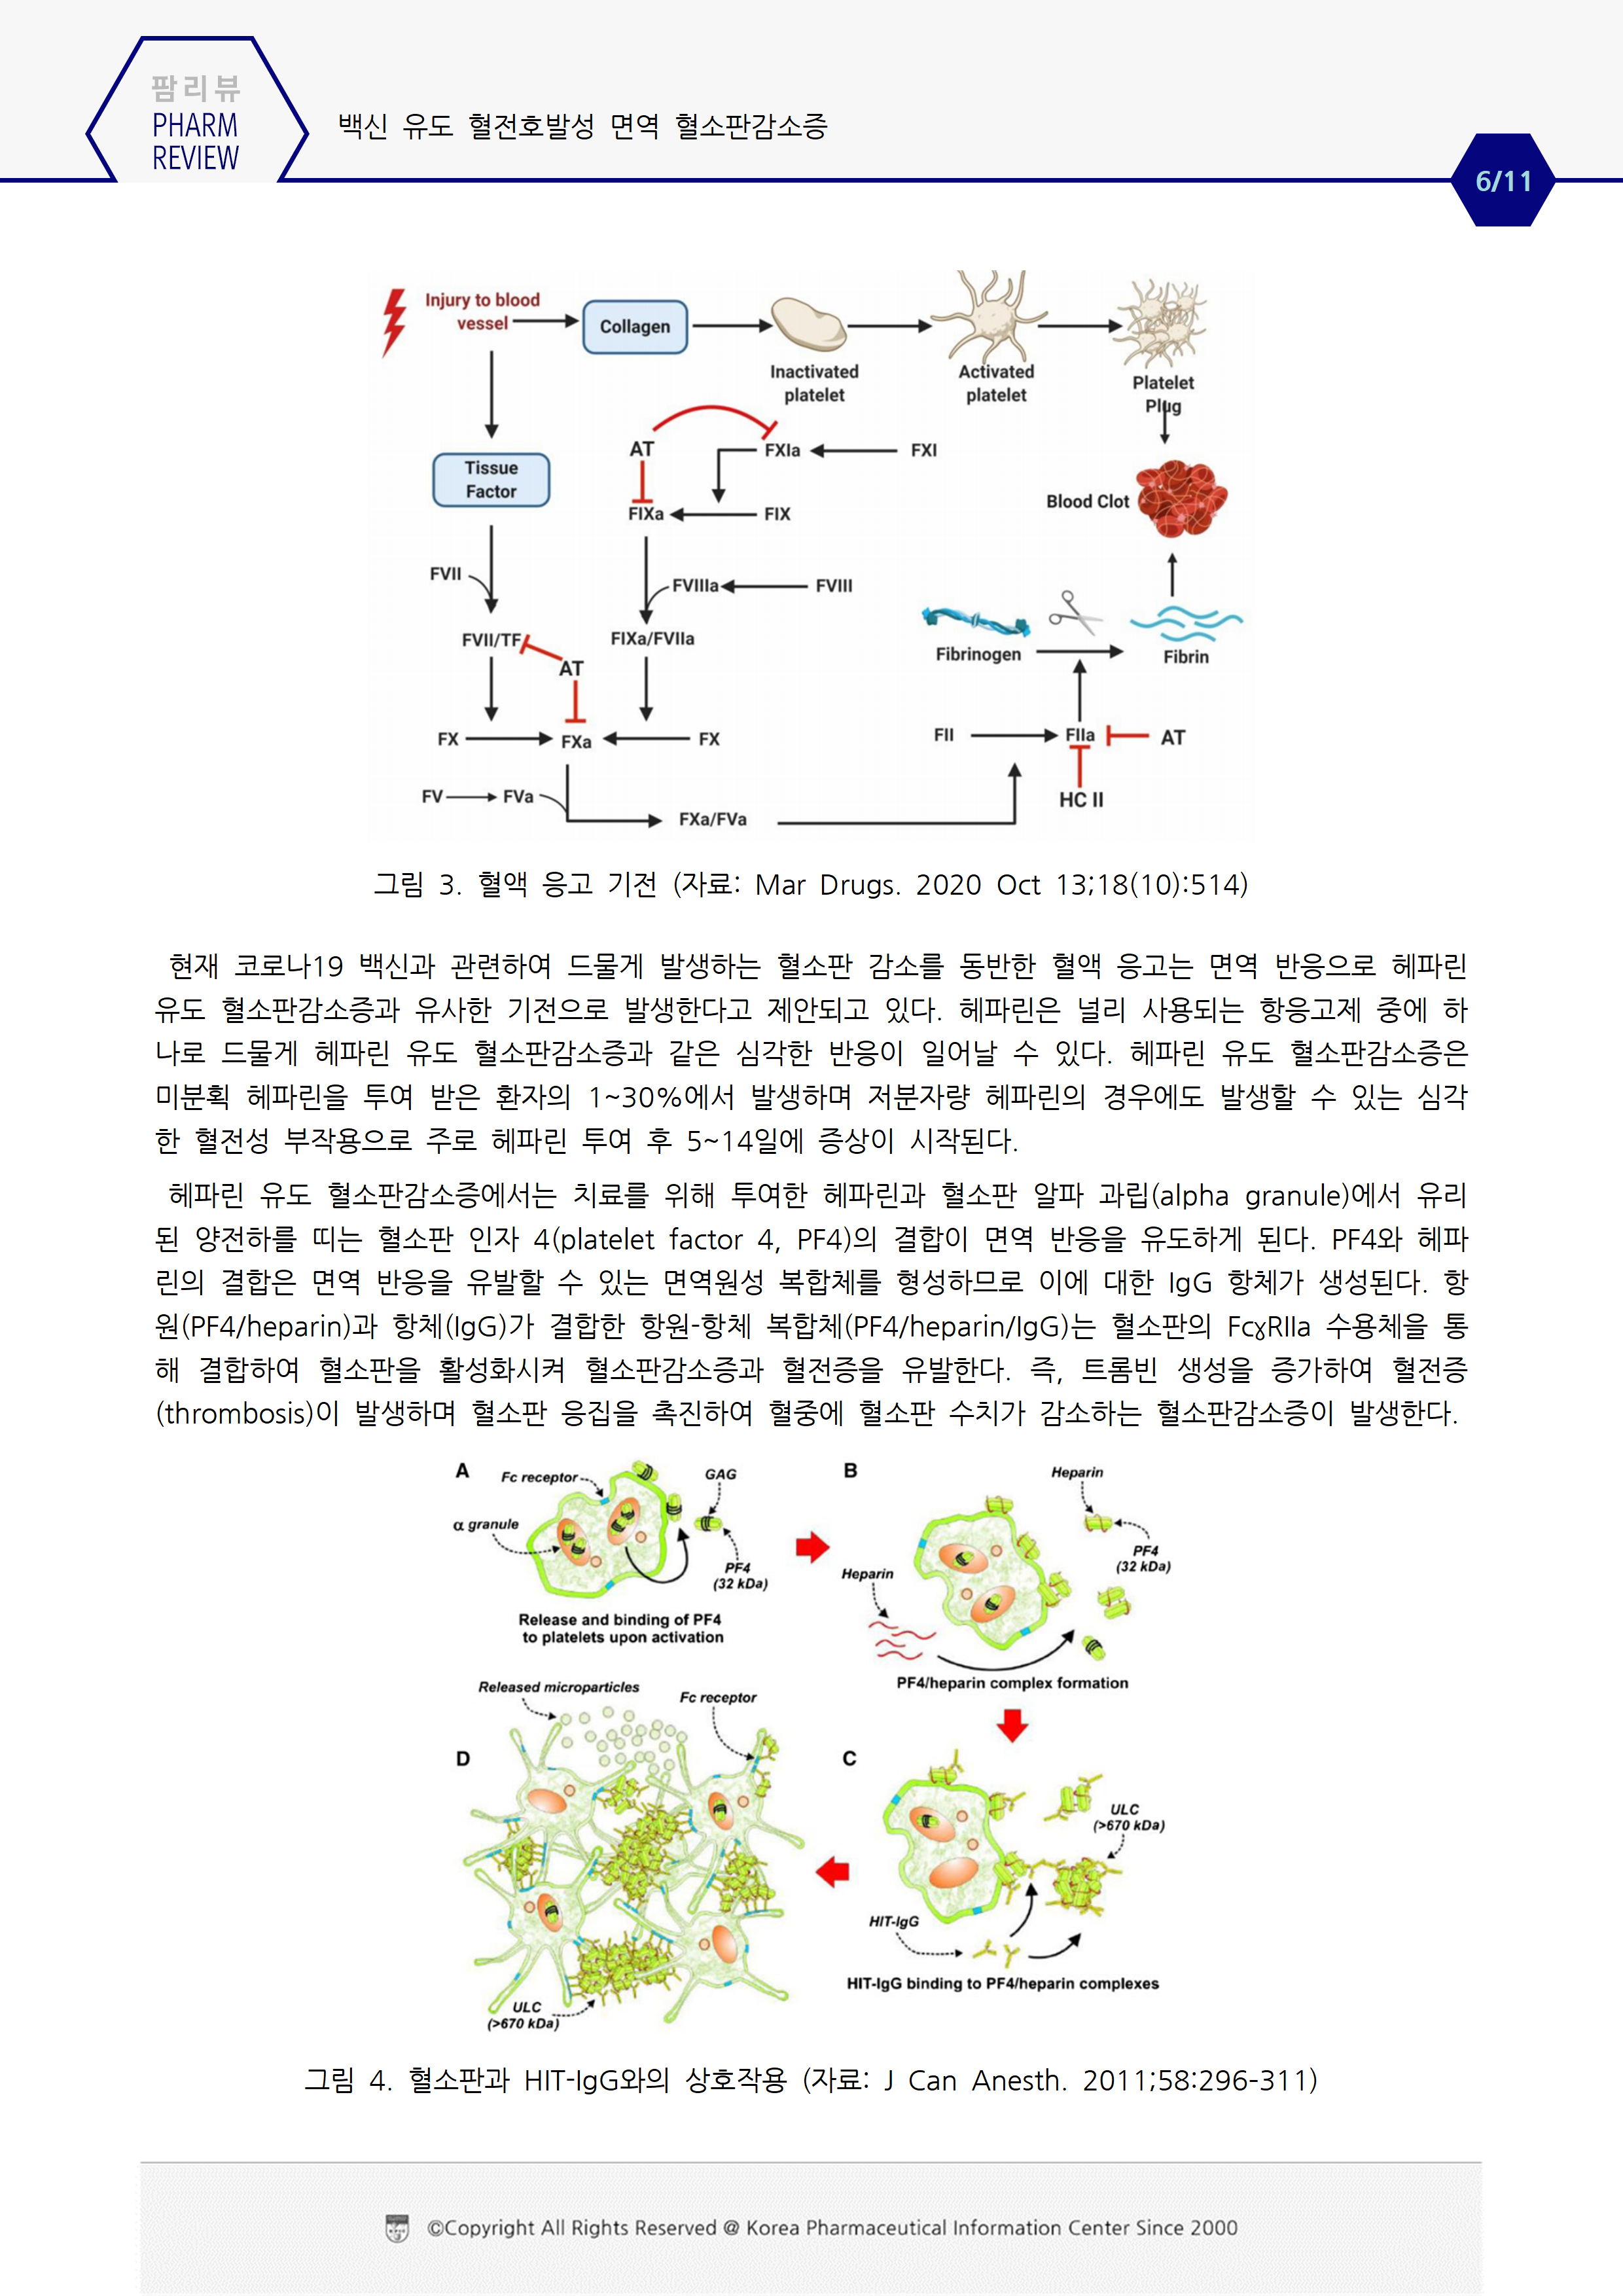 팜리뷰
PHARM
REVIEW
백신 유도 혈전호발성 면역 혈소판감소증
6/11
Injury to blood
vessel
Collagen
Inactivated
platelet
Activated
platelet
Platelet
Plug
Tissue
Factor
AT
FXIa
FXI
FIXa
FIX
Blood Clot
FVII
FVIIIa
FVIII
FVII/TF
AT
FIXa/FVIIa
Fibrinogen
Fibrin
FX
FXa
FX
FII
FIIa
AT
HC II
FV
FVa
FXa/FVa
그림 3. 혈액 응고 기전 (자료: Mar Drugs. 2020 Oct 13;18(10):514)
현재 코로나19 백신과 관련하여 드물게 발생하는 혈소판 감소를 동반한 혈액 응고는 면역 반응으로 헤파린
유도 혈소판감소증과 유사한 기전으로 발생한다고 제안되고 있다. 헤파린은 널리 사용되는 항응고제 중에 하
나로 드물게 헤파린 유도 혈소판감소증과 같은 심각한 반응이 일어날 수 있다. 헤파린 유도 혈소판감소증은
미분획 헤파린을 투여 받은 환자의 1~30%에서 발생하며 저분자량 헤파린의 경우에도 발생할 수 있는 심각
한 혈전성 부작용으로 주로 헤파린 투여 후 5~14일에 증상이 시작된다.
헤파린 유도 혈소판감소증에서는 치료를 위해 투여한 헤파린과 혈소판 알파 과립(alpha granule)에서 유리
된 양전하를 띠는 혈소판 인자 4(platelet factor 4, PF4)의 결합이 면역 반응을 유도하게 된다. PF4와 헤파
린의 결합은 면역 반응을 유발할 수 있는 면역원성 복합체를 형성하므로 이에 대한 IgG 항체가 생성된다. 항
원(PF4/heparin)과 항체(IgG)가 결합한 항원-항체 복합체(PF4/heparin/IgG)는 혈소판의 FcɣRIIa 수용체을 통
해 결합하여 혈소판을 활성화시켜 혈소판감소증과 혈전증을 유발한다. 즉, 트롬빈 생성을 증가하여 혈전증
(thrombosis)이 발생하며 혈소판 응집을 촉진하여 혈중에 혈소판 수치가 감소하는 혈소판감소증이 발생한다.
A
Fc receptor
GAG
α granule
PF4
(32 kDa)
Release and binding of PF4
to platelets upon activation
B
Heparin
PF4
(32 kDa)
Heparin
PF4/heparin complex formation
Released microparticles
Fc receptor
D
ULC
(>670 kDa)
C
ULC
(>670 kDa)
HIT-IgG
HIT-IgG binding to PF4/heparin complexes
그림 4. 혈소판과 HIT-IgG와의 상호작용 (자료: J Can Anesth. 2011;58:296-311)
©Copyright All Rights Reserved @ Korea Pharmaceutical Information Center Since 2000